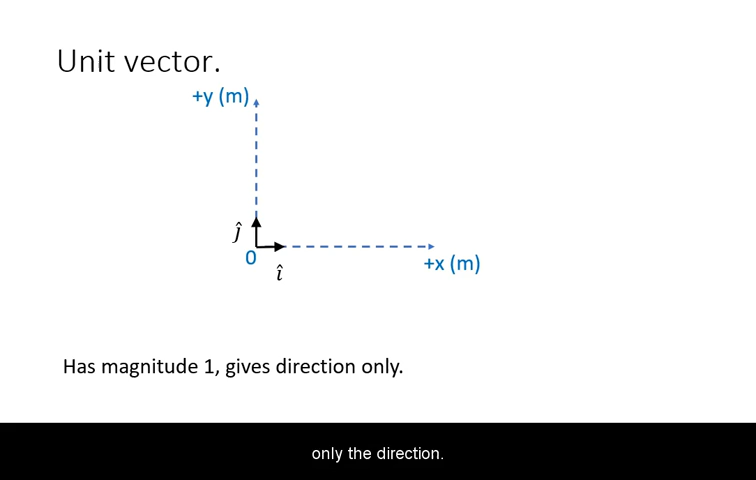 Unit vector.
+y (m)
ĵ
0
î
+x (m)
Has magnitude 1, gives direction only.
only the direction.